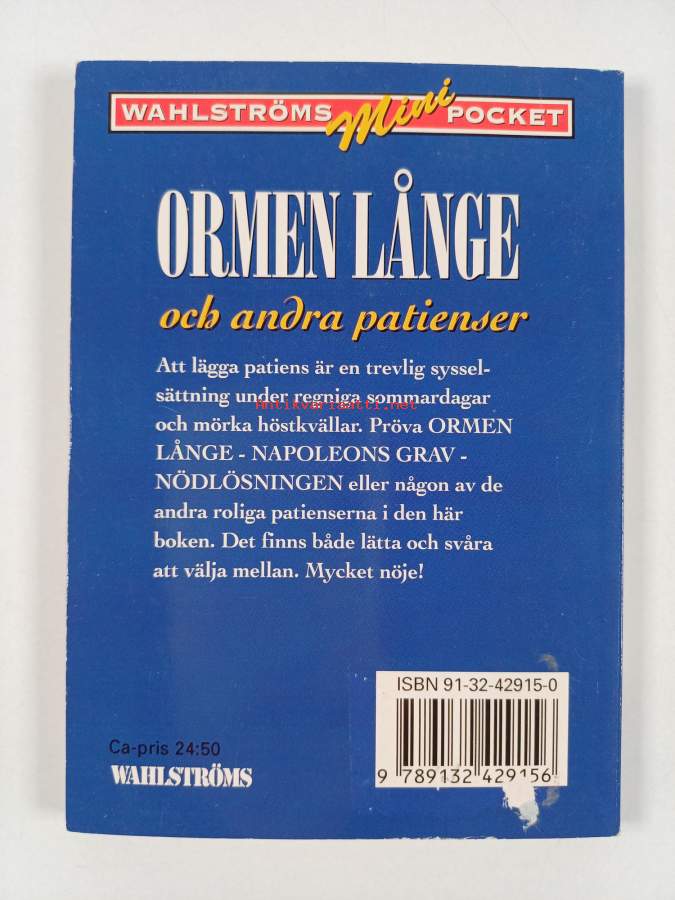 WAHLSTRÖMS Mini POCKET
ORMEN LÅNGE
och andra patienser
Att lägga patiens är en trevlig syssel-
sättning under regniga sommardagar
Antikvariaatti.net
och mörka höstkvällar. Pröva ORMEN
LÅNGE - NAPOLEONS GRAV -
NÖDLÖSNINGEN eller någon av de
andra roliga patienserna i den här
boken. Det finns både lätta och svåra
att välja mellan. Mycket nöje!
ISBN 91-32-42915-0
9 789132 429156
Ca-pris 24:50
WAHLSTRÖMS